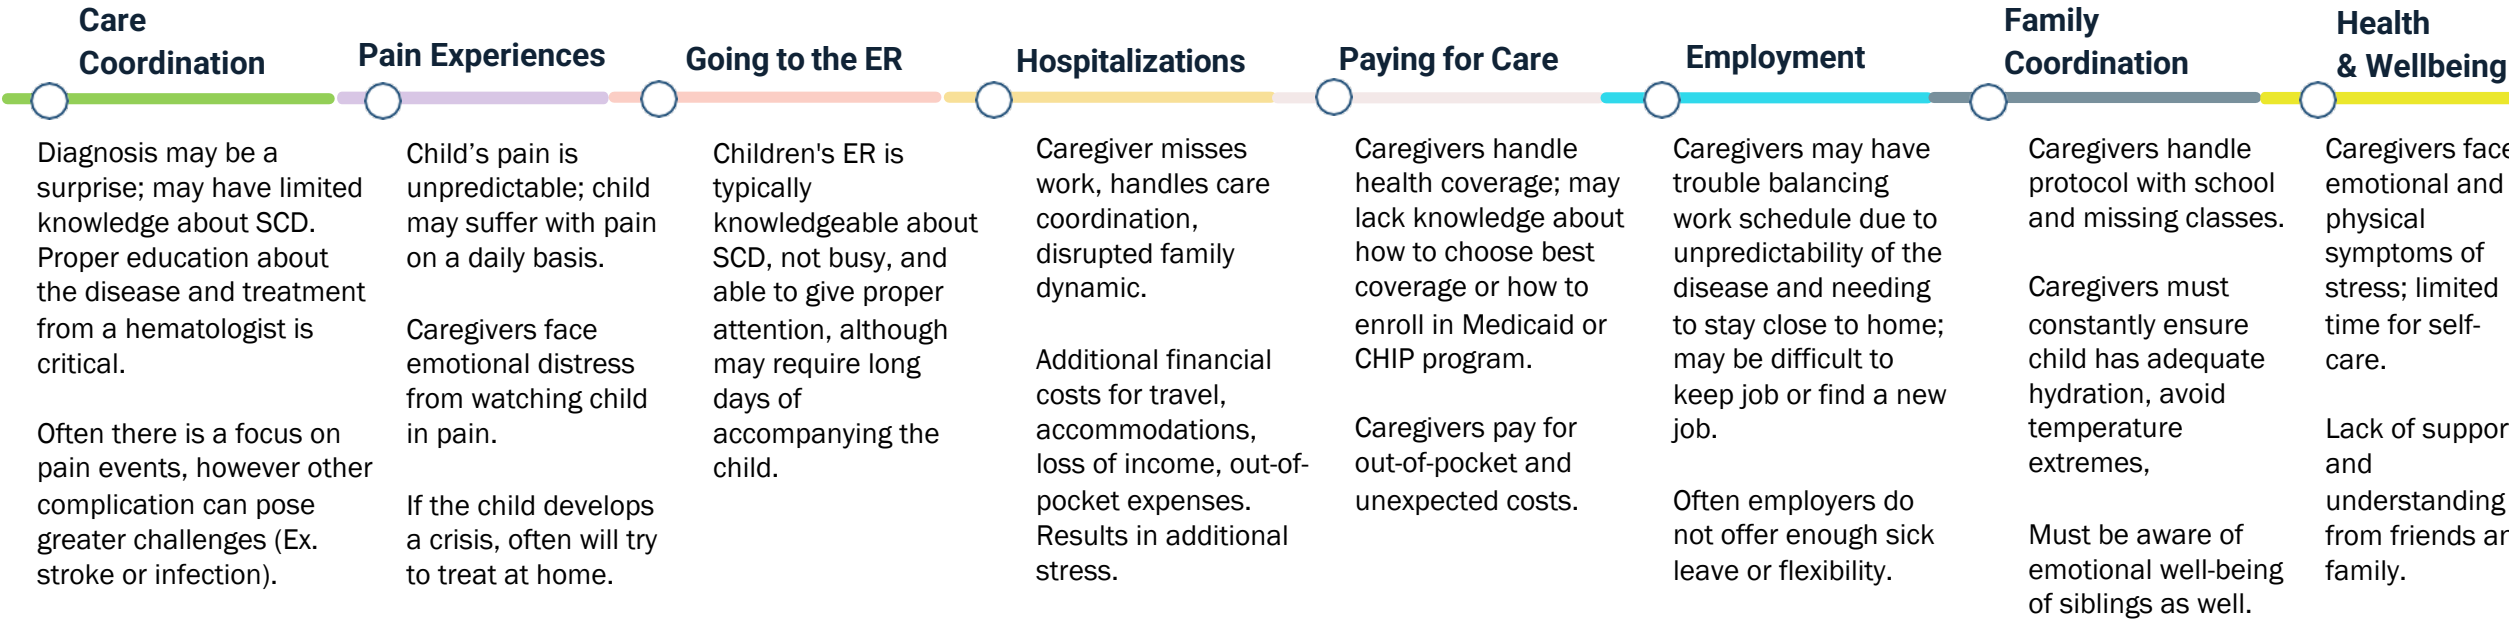 Care
Coordination
Diagnosis may be a
surprise; may have limited
knowledge about SCD.
Proper education about
the disease and treatment
from a hematologist is
critical.
Often there is a focus on
pain events, however other
complication can pose
greater challenges (Ex.
stroke or infection).
Pain Experiences
Child’s pain is
unpredictable; child
may suffer with pain
on a daily basis.
Caregivers face
emotional distress
from watching child
in pain.
If the child develops
a crisis, often will try
to treat at home.
Going to the ER
Children's ER is
typically
knowledgeable about
SCD, not busy, and
able to give proper
attention, although
may require long
days of
accompanying the
child.
Hospitalizations
Caregiver misses
work, handles care
coordination,
disrupted family
dynamic.
Additional financial
costs for travel,
accommodations,
loss of income, out-of-
pocket expenses.
Results in additional
stress.
Paying for Care
Caregivers handle
health coverage; may
lack knowledge about
how to choose best
coverage or how to
enroll in Medicaid or
CHIP program.
Caregivers pay for
out-of-pocket and
unexpected costs.
Employment
Caregivers may have
trouble balancing
work schedule due to
unpredictability of the
disease and needing
to stay close to home;
may be difficult to
keep job or find a new
job.
Often employers do
not offer enough sick
leave or flexibility.
Family
Coordination
Caregivers handle
protocol with school
and missing classes.
Caregivers must
constantly ensure
child has adequate
hydration, avoid
temperature
extremes,
Must be aware of
emotional well-being
of siblings as well.
Health
& Wellbeing
Caregivers face
emotional and
physical
symptoms of
stress; limited
time for self-
care.
Lack of suppor
and
understanding
from friends an
family.